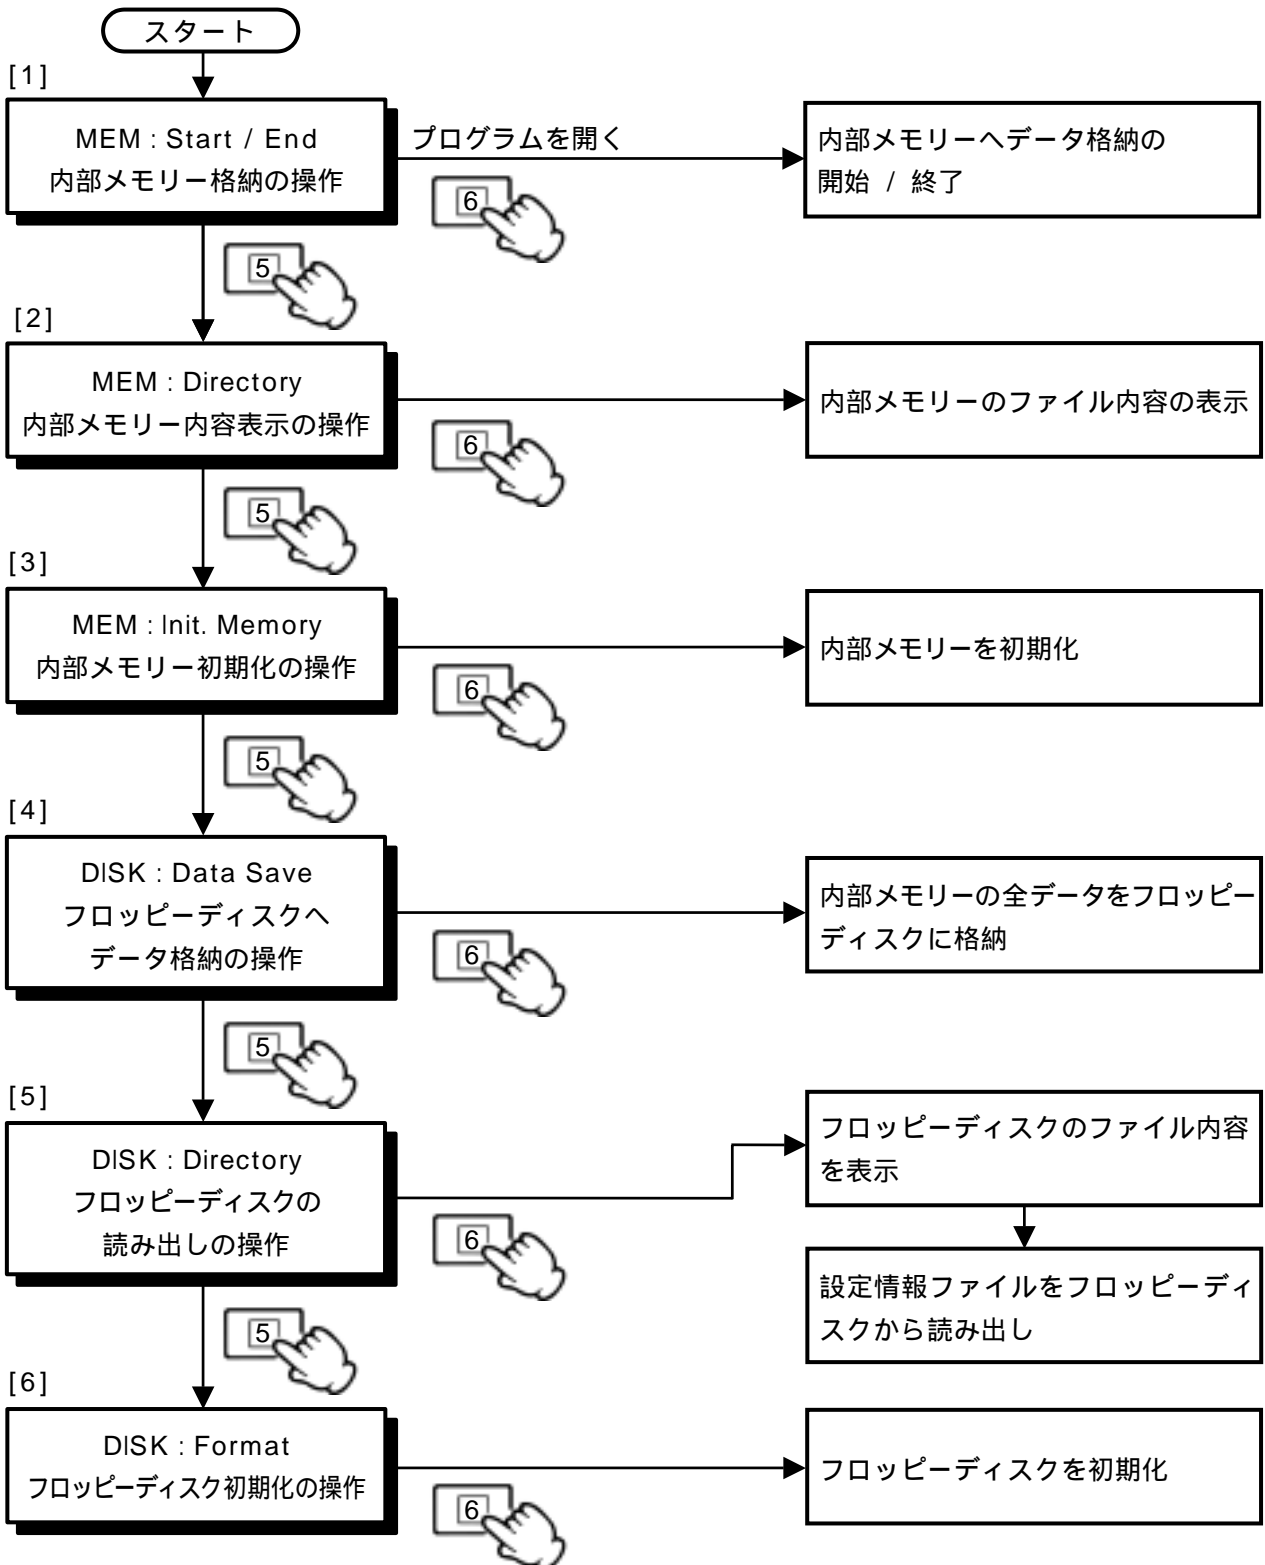 スタート
[1]
MEM : Start / End
内部メモリー格納の操作
プログラムを開く
6
内部メモリーへデータ格納の
開始 / 終了
5
[2]
MEM : Directory
内部メモリー内容表示の操作
6
内部メモリーのファイル内容の表示
5
[3]
MEM : Init. Memory
内部メモリー初期化の操作
6
内部メモリーを初期化
5
[4]
DISK : Data Save
フロッピーディスクへ
データ格納の操作
6
内部メモリーの全データをフロッピー
ディスクに格納
5
[5]
DISK : Directory
フロッピーディスクの
読み出しの操作
6
フロッピーディスクのファイル内容
を表示
設定情報ファイルをフロッピーディ
スクから読み出し
5
[6]
DISK : Format
フロッピーディスク初期化の操作
6
フロッピーディスクを初期化